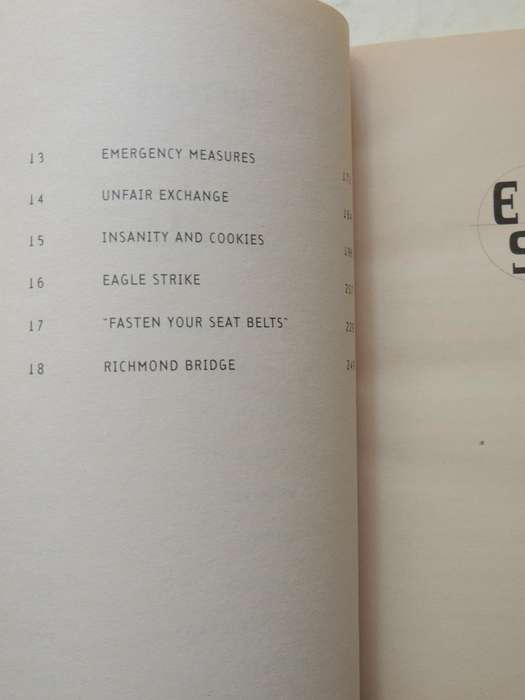 13 EMERGENCY MEASURES
14 UNFAIR EXCHANGE
15 INSANITY AND COOKIES
16 EAGLE STRIKE
17 "FASTEN YOUR SEAT BELTS"
18 RICHMOND BRIDGE
E
S